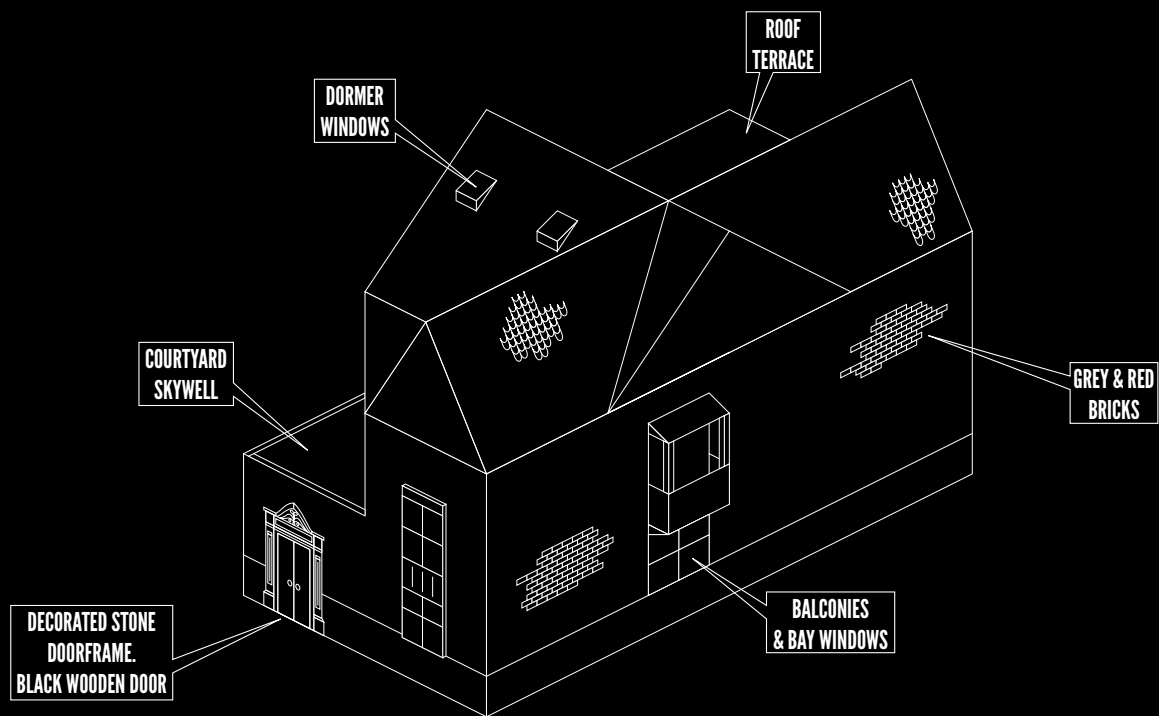 ROOF
TERRACE
DORMER
WINDOWS
COURTYARD
SKYWELL
GREY & RED
BRICKS
BALCONIES
& BAY WINDOWS
DECORATED STONE
DOORFRAME.
BLACK WOODEN DOOR